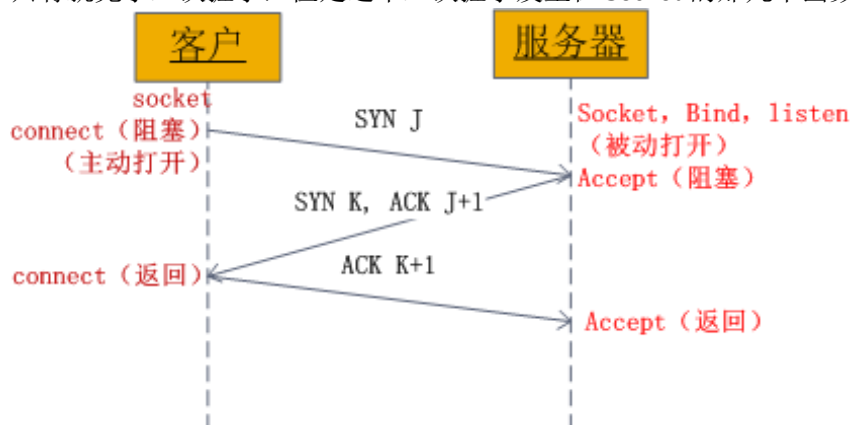 客户
服务器
socket
connect（阻塞）
（主动打开）
SYN J
Socket, Bind, listen
（被动打开）
Accept（阻塞）
SYN K, ACK J+1
connect（返回）
ACK K+1
Accept（返回）